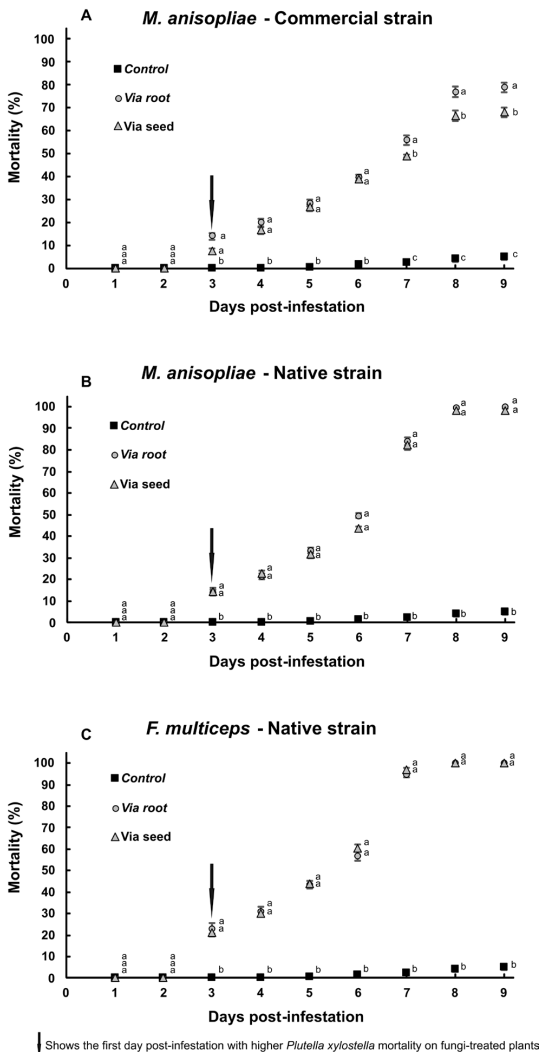 A
M. anisopliae - Commercial strain
100
90
80
70
60
50
40
30
20
10
0
Mortality (%)
Control
Via root
Via seed
a a a
a a a
a a b
a a b
a a b
a a b
a b c
a b c
a b c
0 1 2 3 4 5 6 7 8 9
Days post-infestation
B
M. anisopliae - Native strain
100
90
80
70
60
50
40
30
20
10
0
Mortality (%)
Control
Via root
Via seed
a a a
a a a
a a b
a a b
a a b
a a b
a a b
a a b
a a b
0 1 2 3 4 5 6 7 8 9
Days post-infestation
C
F. multiceps - Native strain
100
90
80
70
60
50
40
30
20
10
0
Mortality (%)
Control
Via root
Via seed
a a a
a a a
a a b
a a b
a a b
a a b
a a b
a a b
a a b
0 1 2 3 4 5 6 7 8 9
Days post-infestation
Shows the first day post-infestation with higher Plutella xylostella mortality on fungi-treated plants